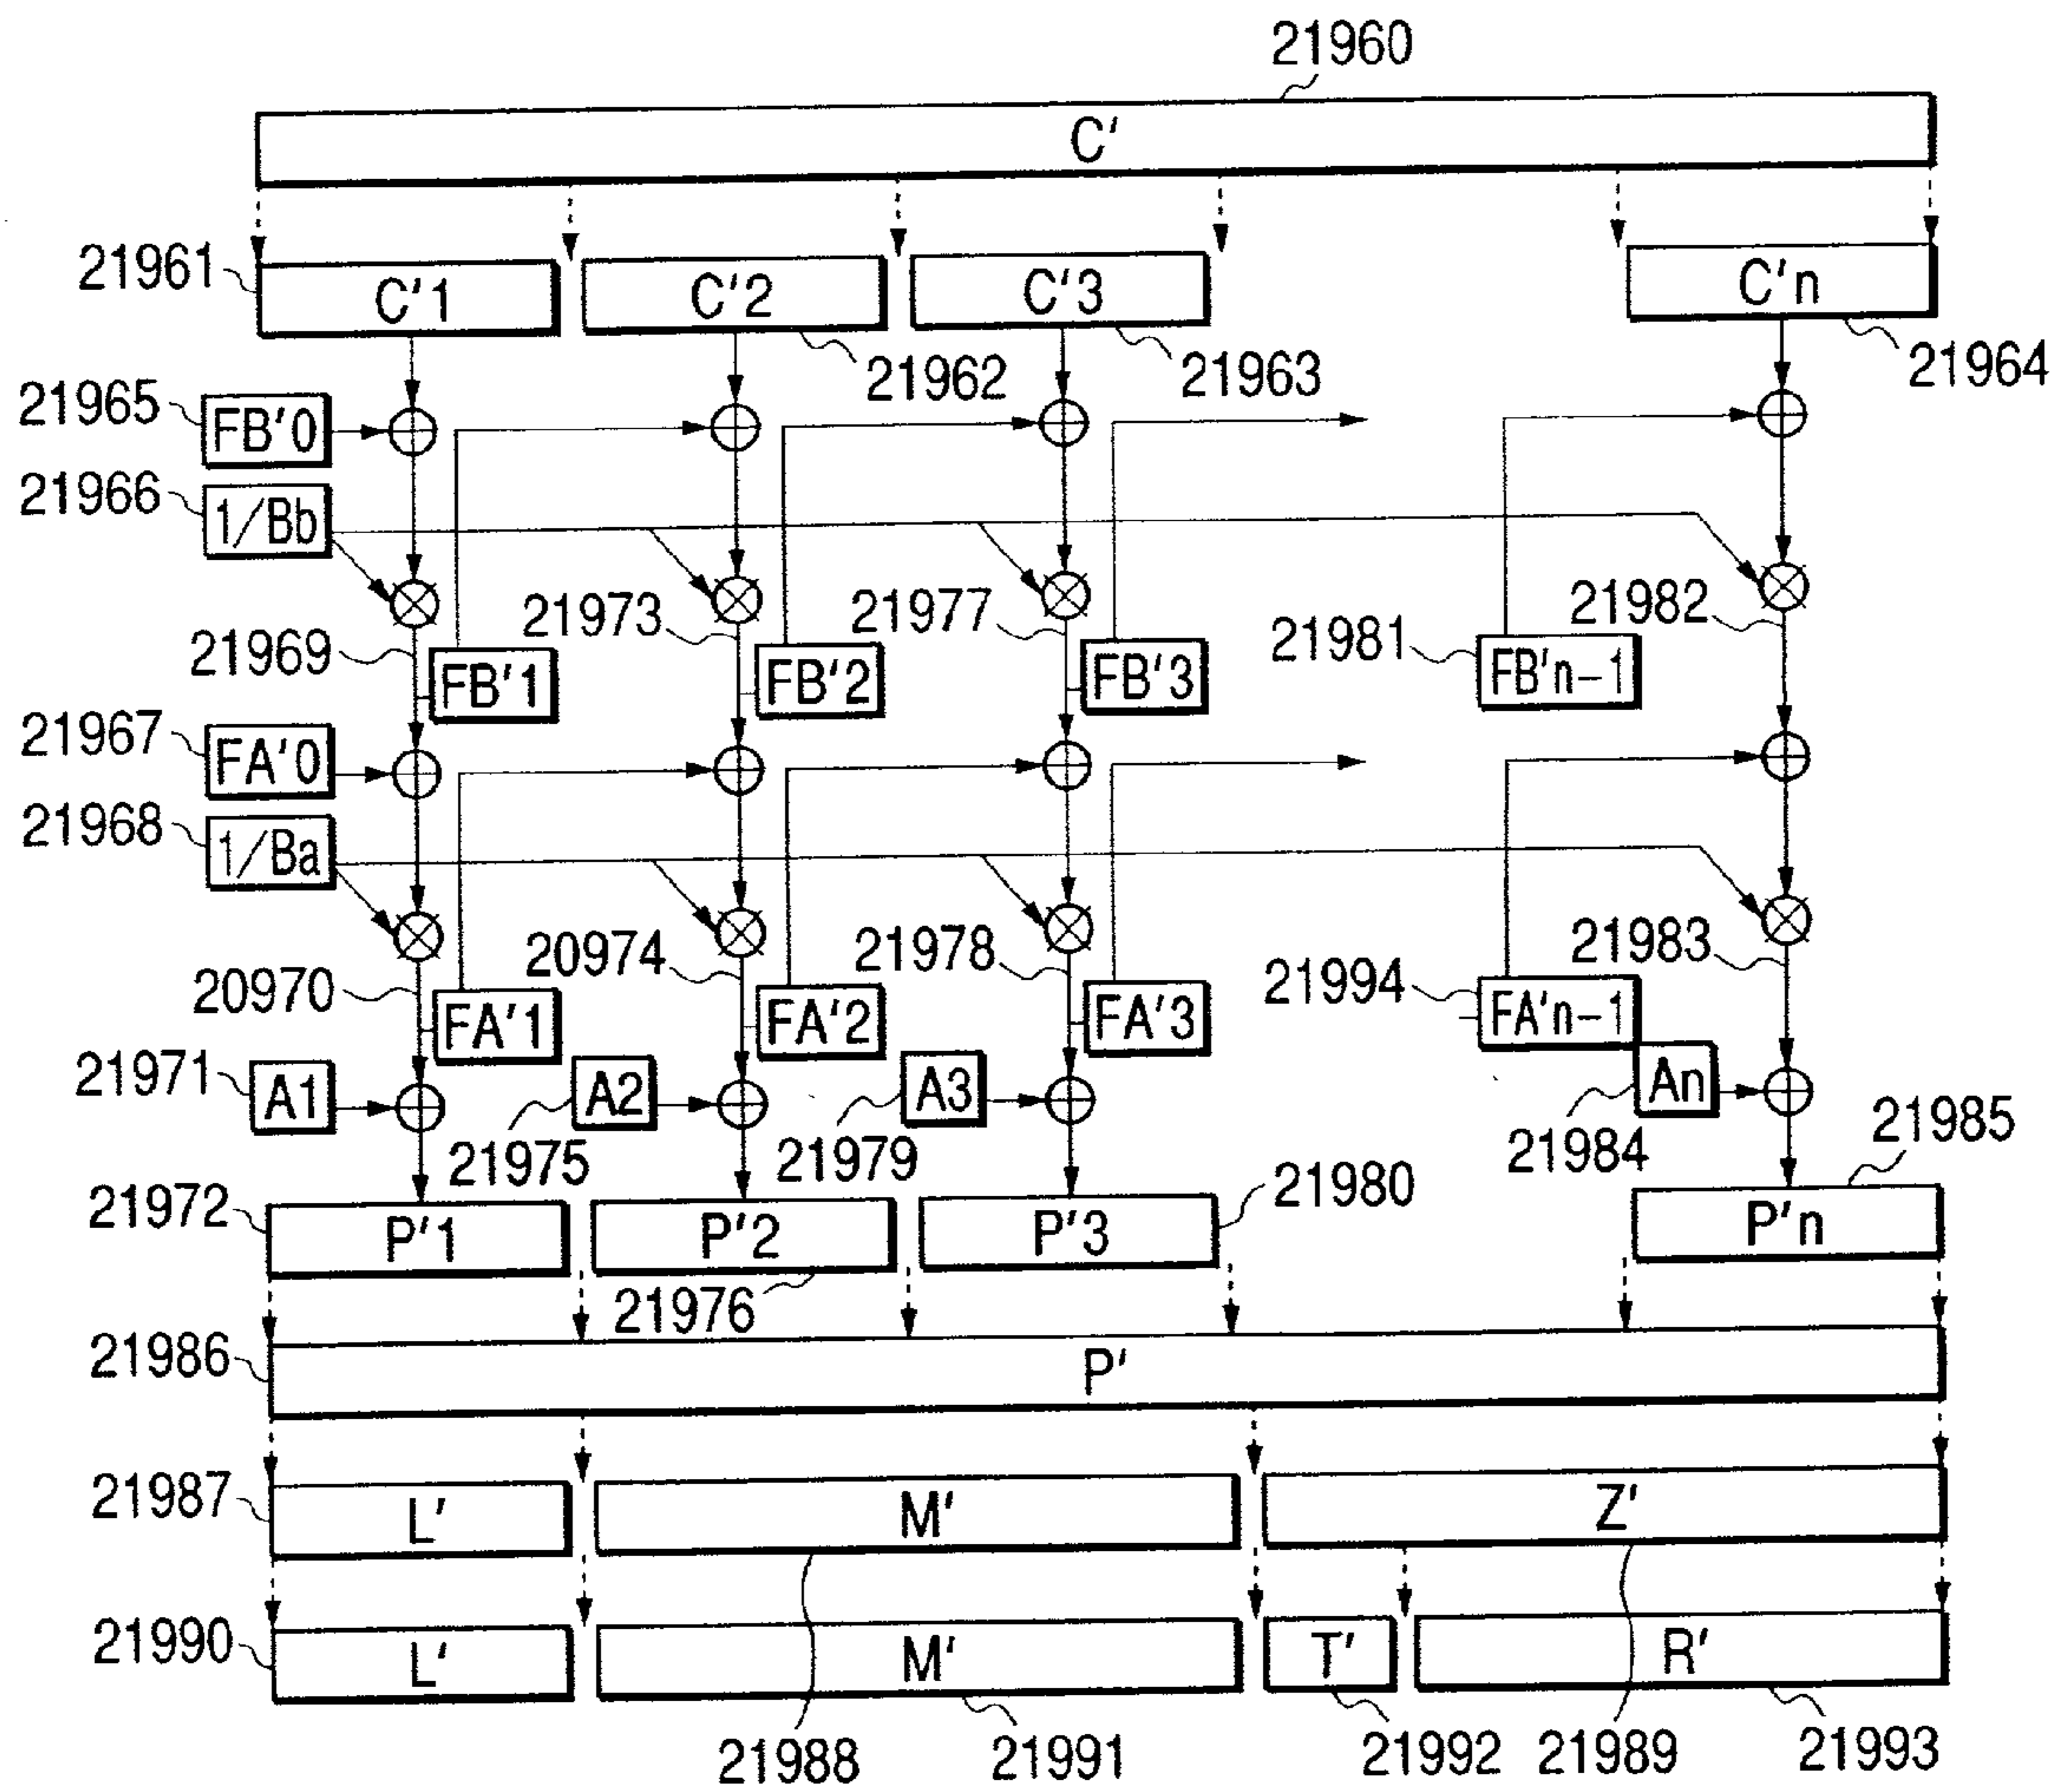 21960
C'
21961
C'1
C'2
C'3
C'n
21962
21963
21964
21965
FB'0
21966
1/Bb
21969
21973
21977
21982
FB'1
FB'2
FB'3
21981
FB'n-1
21967
FA'0
21968
1/Ba
20970
20974
21978
21983
FA'1
FA'2
FA'3
21994
FA'n-1
21971
A1
A2
A3
An
21975
21979
21984
21985
21972
P'1
P'2
P'3
21980
P'n
21976
21986
P'
21987
L'
M'
Z'
21990
L'
M'
T'
R'
21988
21991
21992
21989
21993